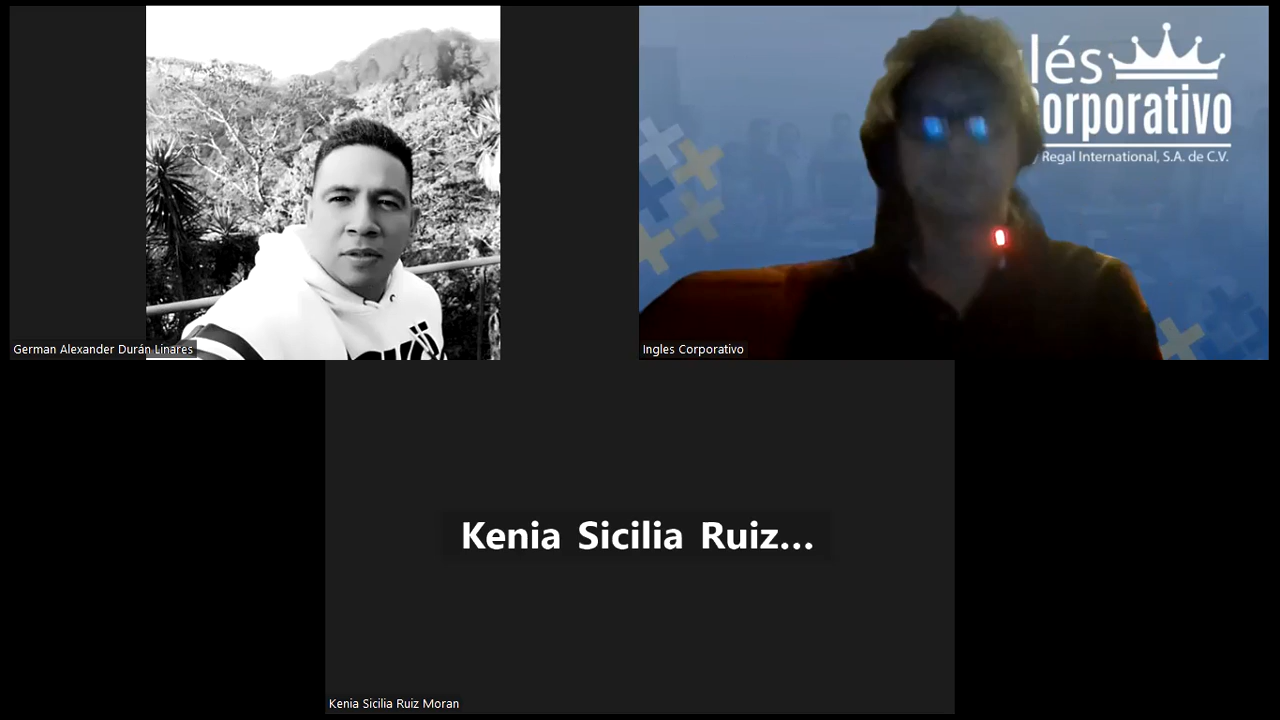 lés
orporativo
Regal International, S.A. de C.V.
German Alexander Durán Linares
Ingles Corporativo
Kenia Sicilia Ruiz...
Kenia Sicilia Ruiz Moran